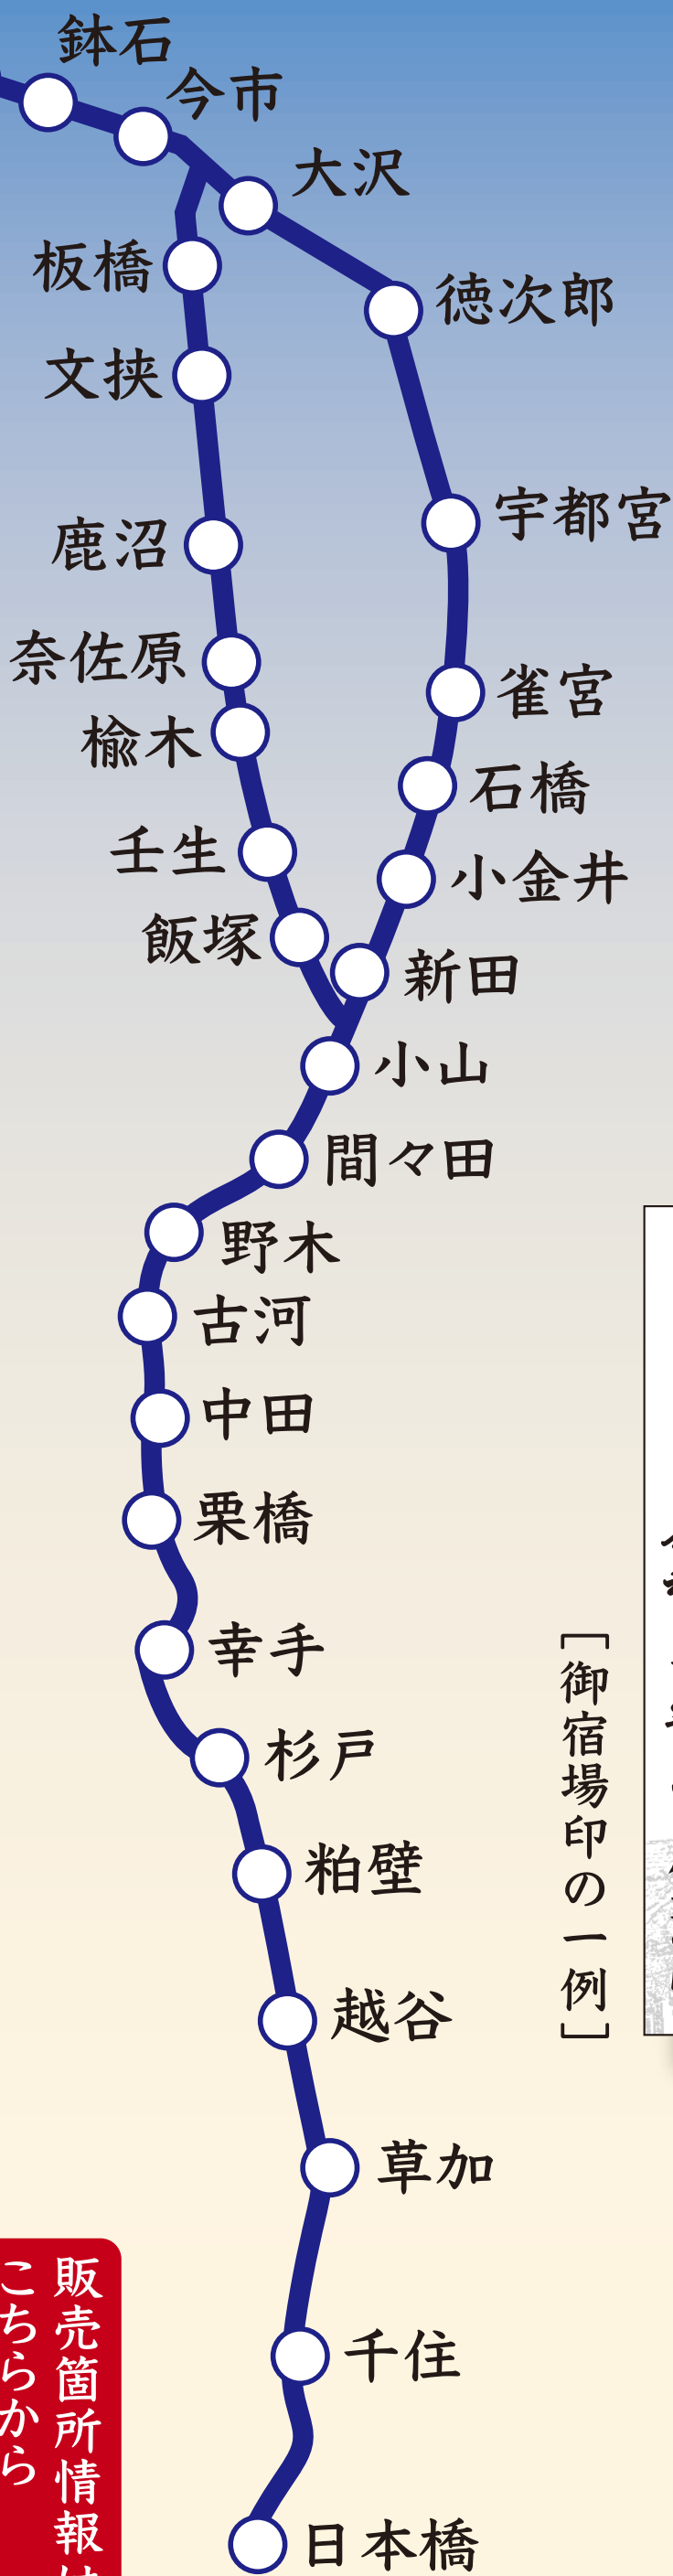 鉢石
今市
大沢
板橋
徳次郎
文挟
宇都宮
鹿沼
奈佐原
雀宮
楡木
石橋
壬生
小金井
飯塚
新田
小山
間々田
野木
古河
中田
栗橋
幸手
杉戸
粕壁
越谷
草加
千住
日本橋
［御宿場印の一例］
販売箇所情報は
こちらから